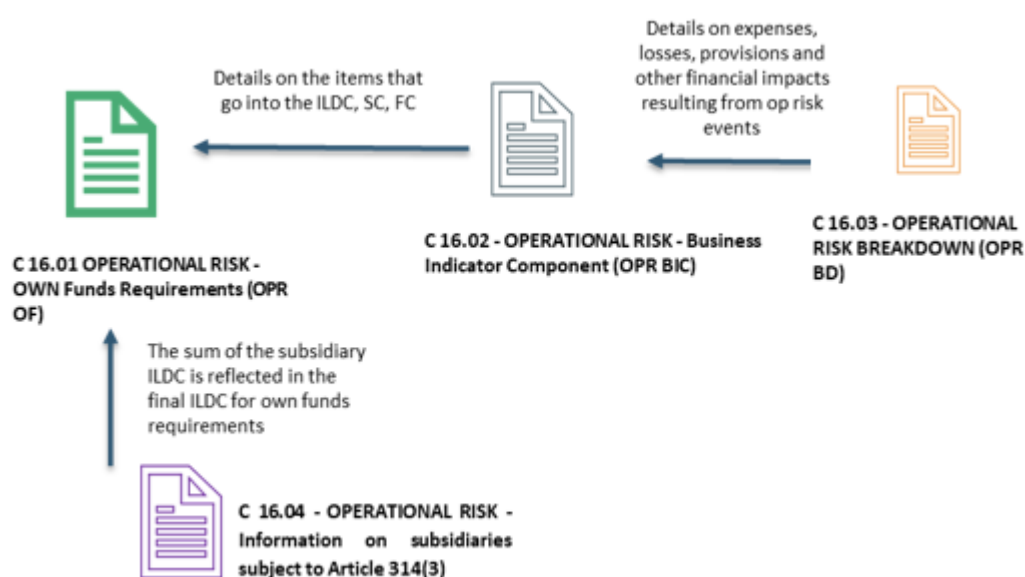 Details on expenses,
losses, provisions and
other financial impacts
resulting from op risk
events
Details on the items that
go into the ILDC, SC, FC
C 16.03 - OPERATIONAL
RISK BREAKDOWN (OPR
BD)
C 16.02 - OPERATIONAL RISK - Business
Indicator Component (OPR BIC)
C 16.01 OPERATIONAL RISK -
OWN Funds Requirements (OPR
OF)
The sum of the subsidiary
ILDC is reflected in the
final ILDC for own funds
requirements
C 16.04 - OPERATIONAL RISK -
Information on subsidiaries
subject to Article 314(3)